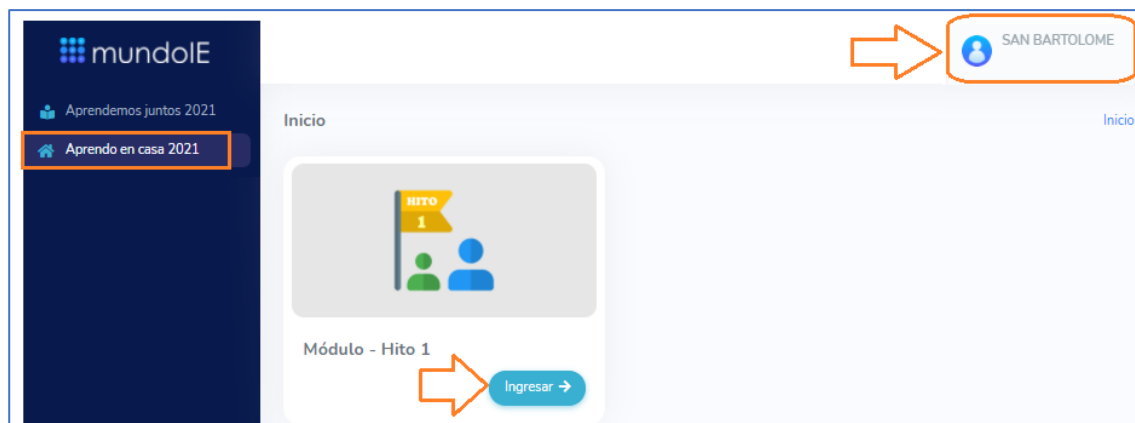 mundoIE
SAN BARTOLOME
Aprendemos juntos 2021
Aprendo en casa 2021
Inicio
Inicio
HITO
1
Módulo - Hito 1
Ingresar →